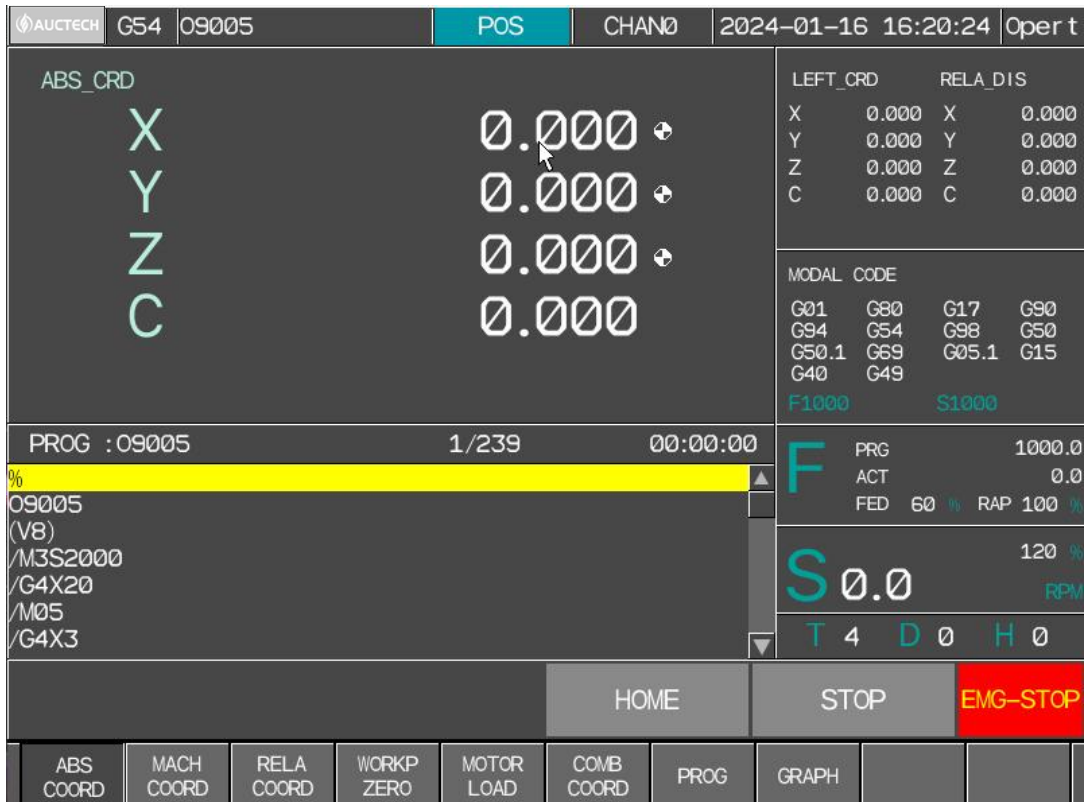 AUCTECH G54 O9005 POS CHAN0 2024-01-16 16:20:24 Opert
ABS_CRD
X 0.000
Y 0.000
Z 0.000
C 0.000
LEFT_CRD RELA_DIS
X 0.000 X 0.000
Y 0.000 Y 0.000
Z 0.000 Z 0.000
C 0.000 C 0.000
MODAL CODE
G01 G80 G17 G90
G94 G54 G98 G50
G50.1 G69 G05.1 G15
G40 G49
F1000 S1000
PROG :O9005 1/239 00:00:00
%
O9005
(V8)
/M3S2000
/G4X20
/M05
/G4X3
F PRG 1000.0
ACT 0.0
FED 60 % RAP 100 %
S 0.0 120 %
RPM
T 4 D 0 H 0
HOME STOP EMG-STOP
ABS COORD
MACH COORD
RELA COORD
WORKP ZERO
MOTOR LOAD
COMB COORD
PROG
GRAPH